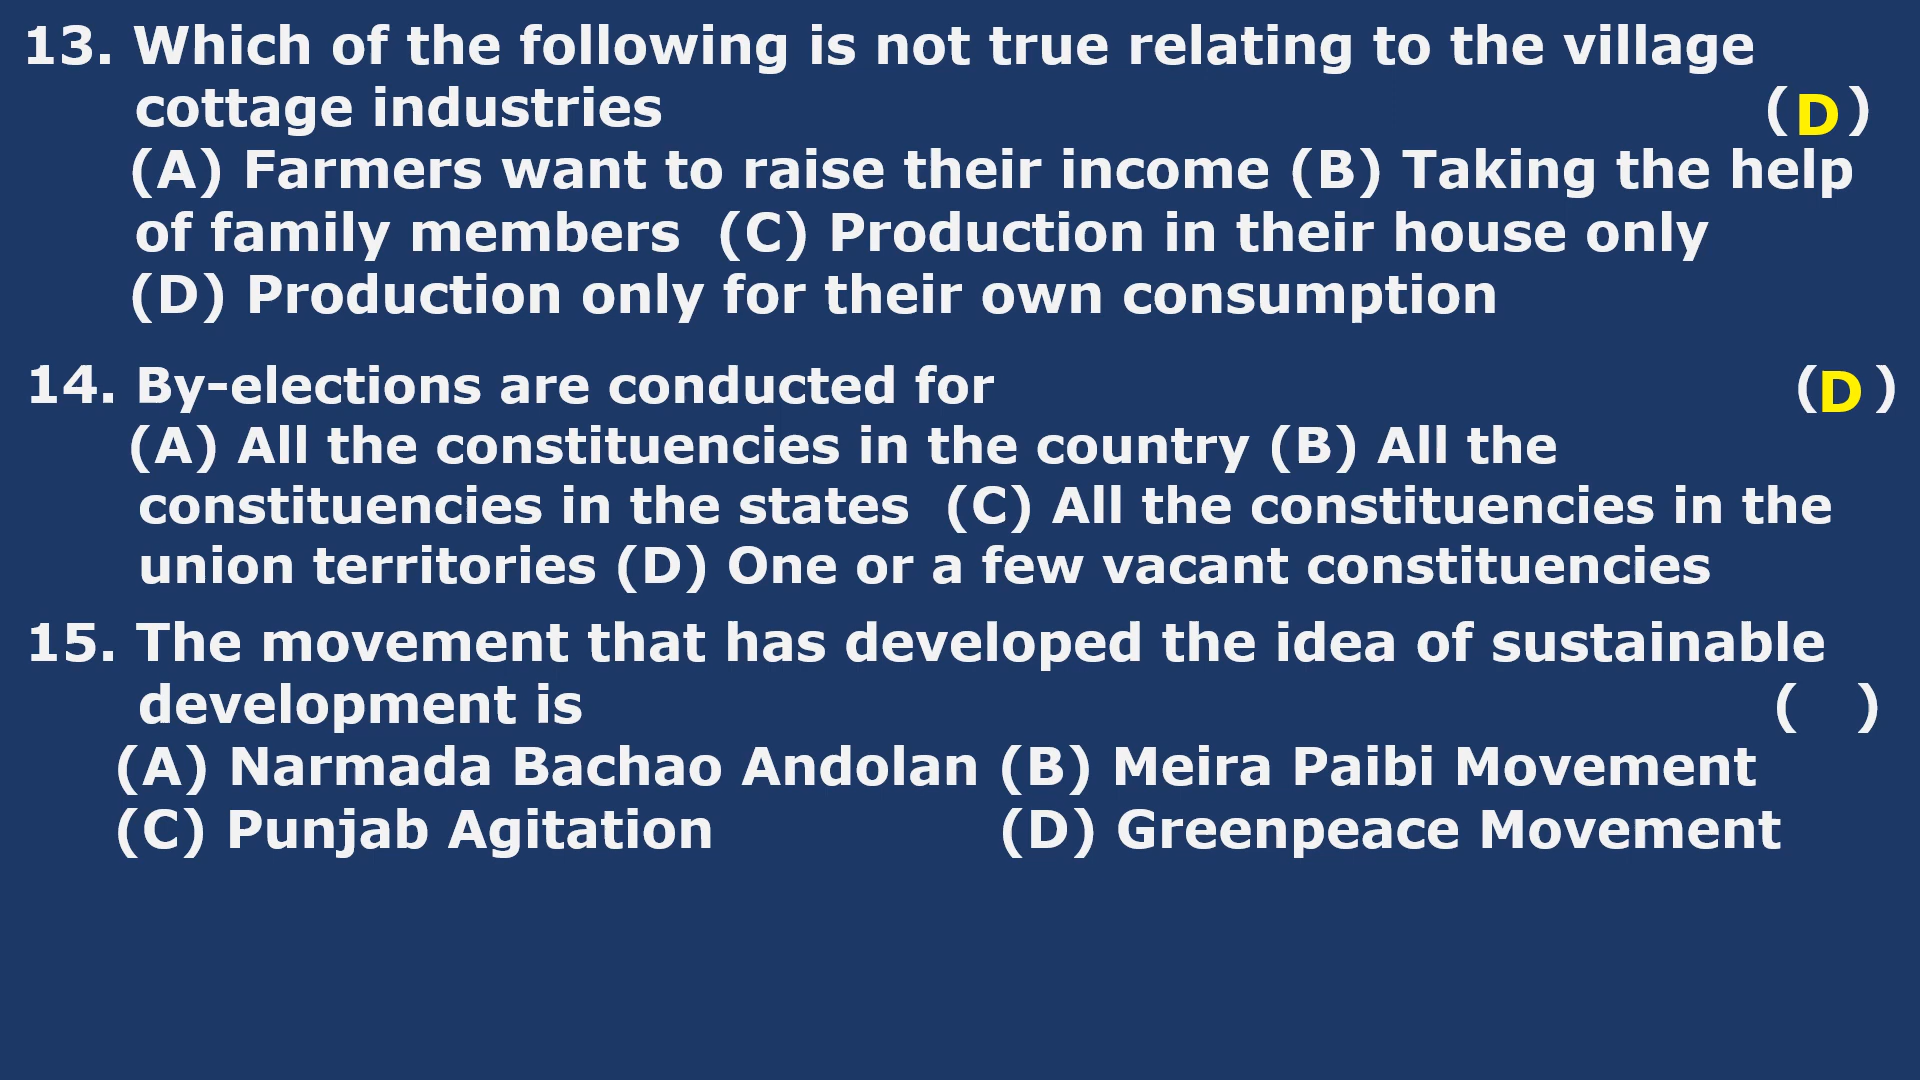 13. Which of the following is not true relating to the village
cottage industries (D)
(A) Farmers want to raise their income (B) Taking the help
of family members (C) Production in their house only
(D) Production only for their own consumption
14. By-elections are conducted for (D )
(A) All the constituencies in the country (B) All the
constituencies in the states (C) All the constituencies in the
union territories (D) One or a few vacant constituencies
15. The movement that has developed the idea of sustainable
development is ( )
(A) Narmada Bachao Andolan (B) Meira Paibi Movement
(C) Punjab Agitation (D) Greenpeace Movement